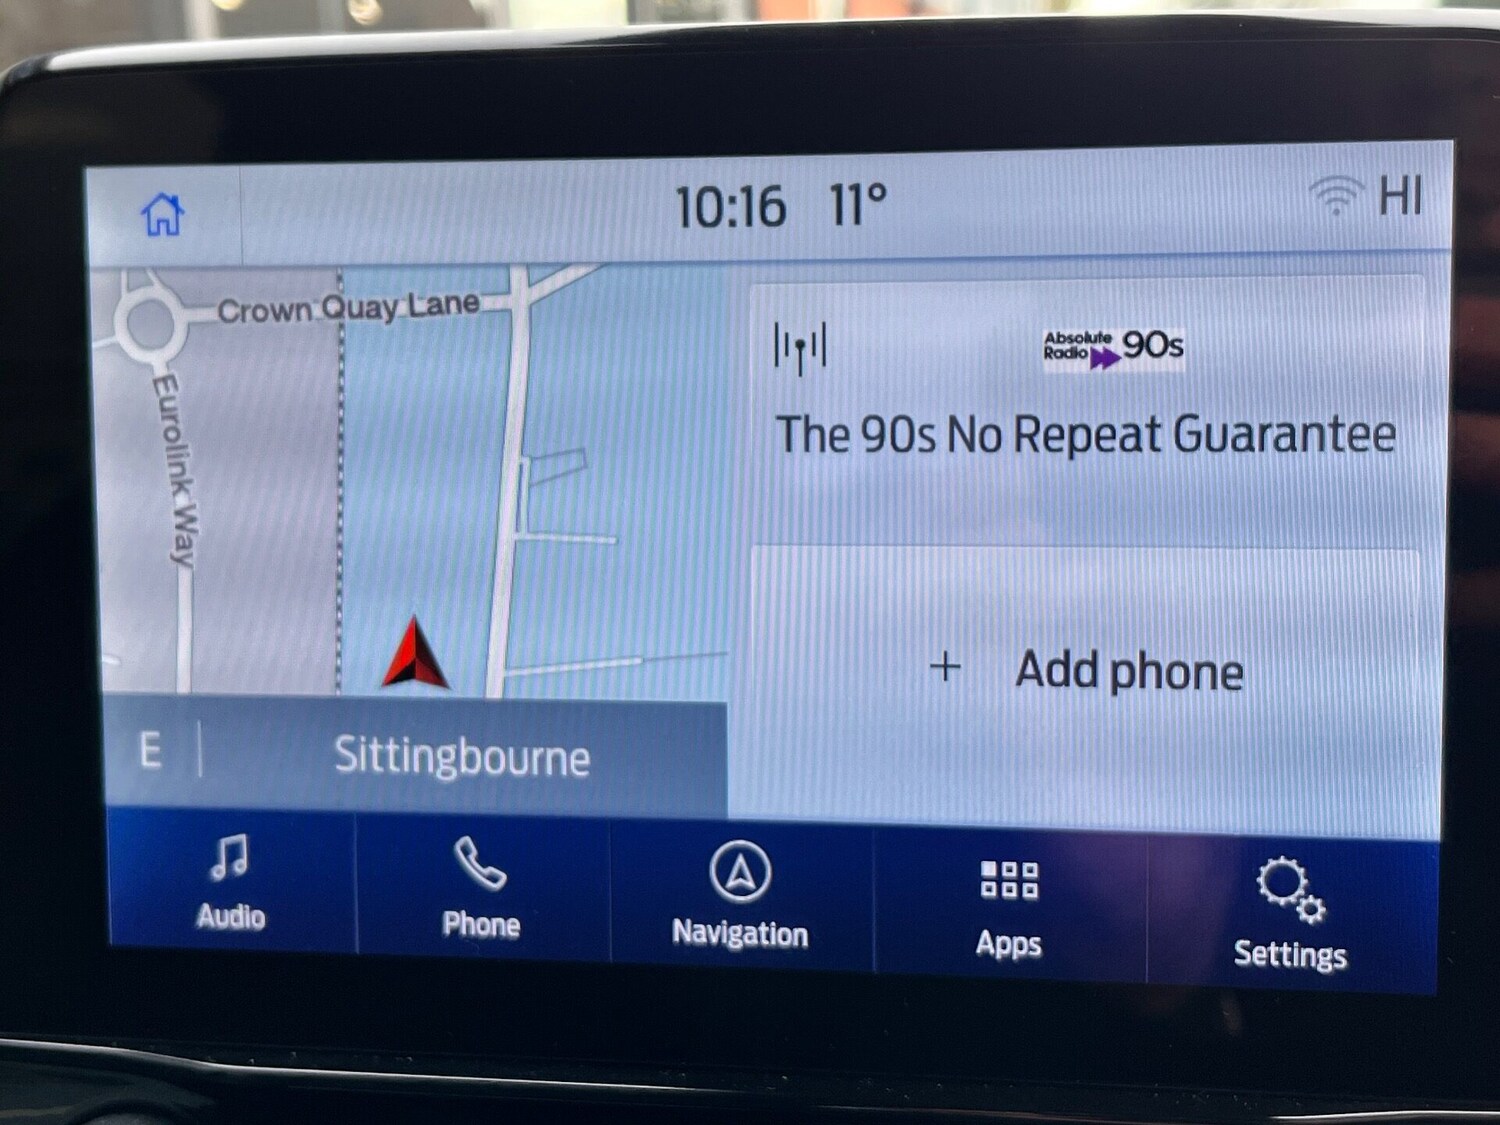 10:16 11° HI
Crown Quay Lane
Eurolink Way
E Sittingbourne
Absolute
Radio 90s
The 90s No Repeat Guarantee
+ Add phone
Audio
Phone
Navigation
Apps
Settings